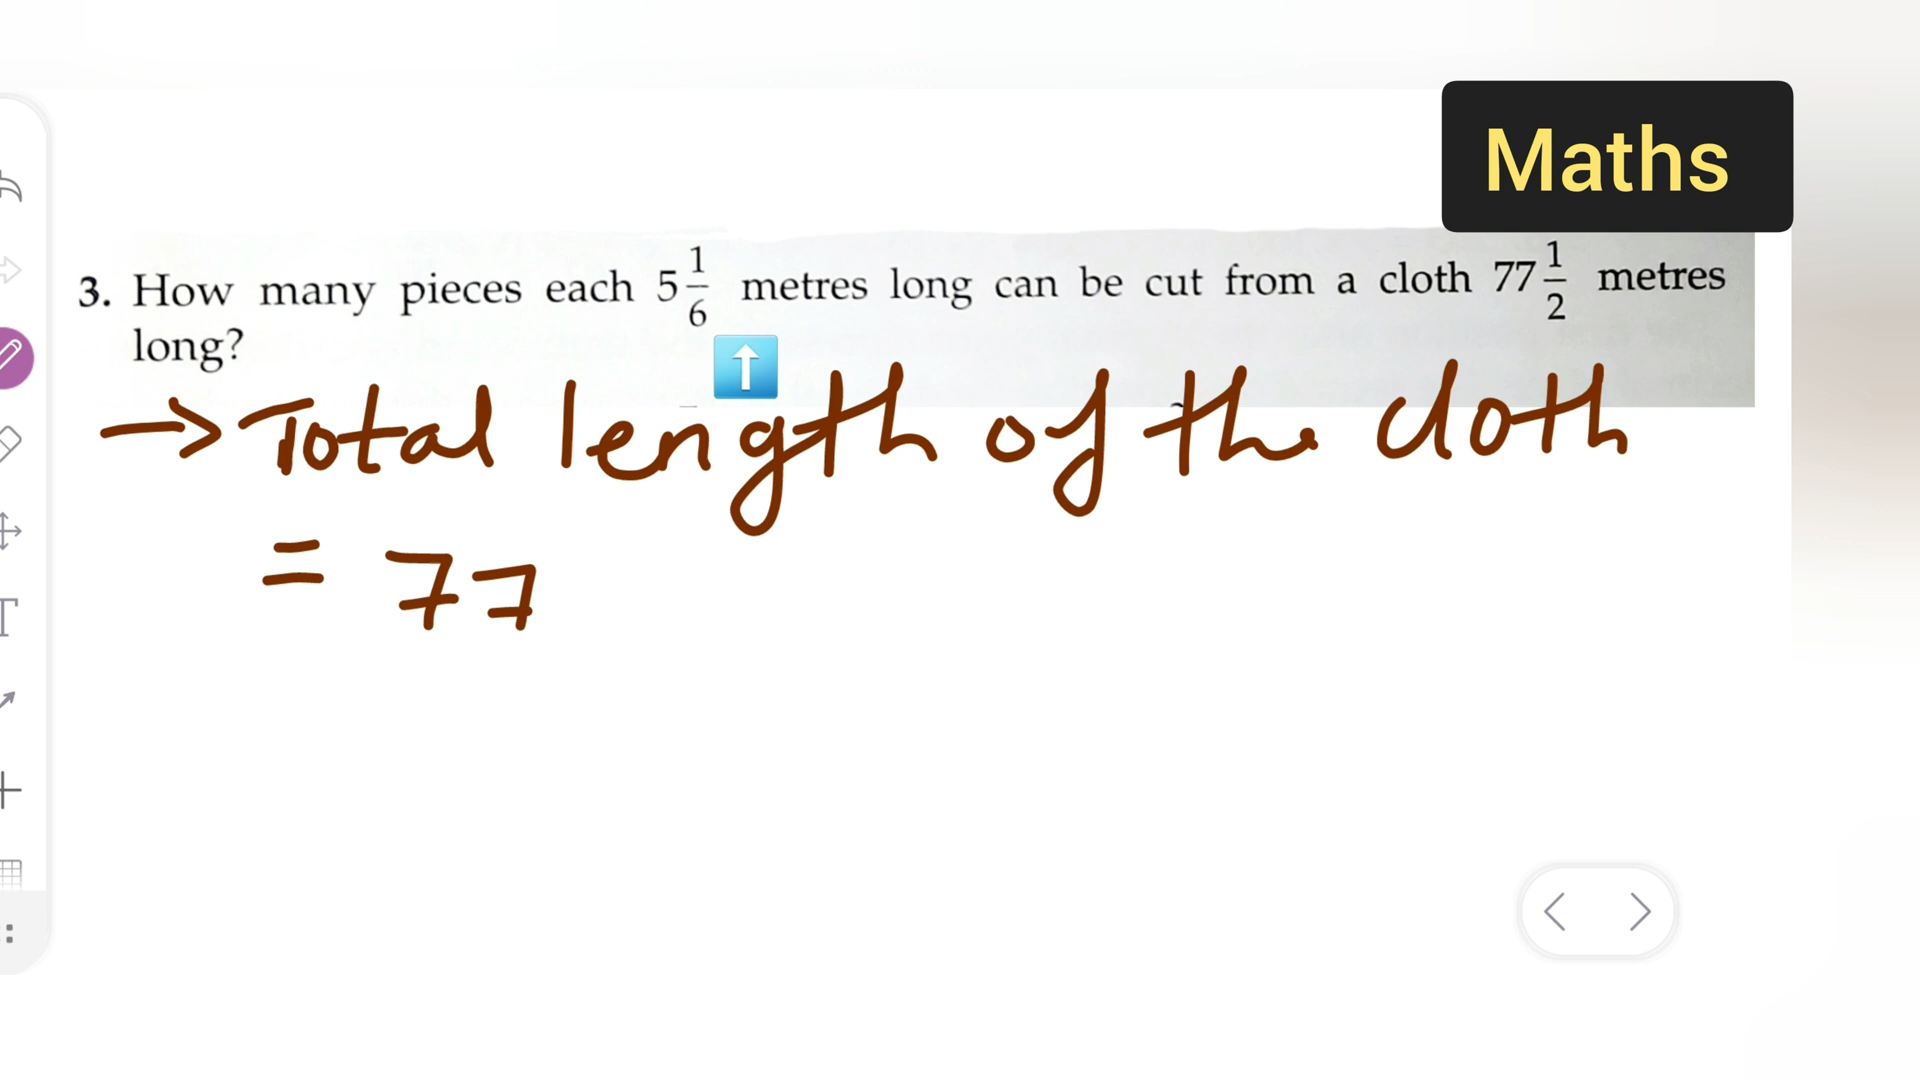 Maths
3. How many pieces each 5 1/6 metres long can be cut from a cloth 77 1/2 metres
long?
→ Total length of the cloth
= 77